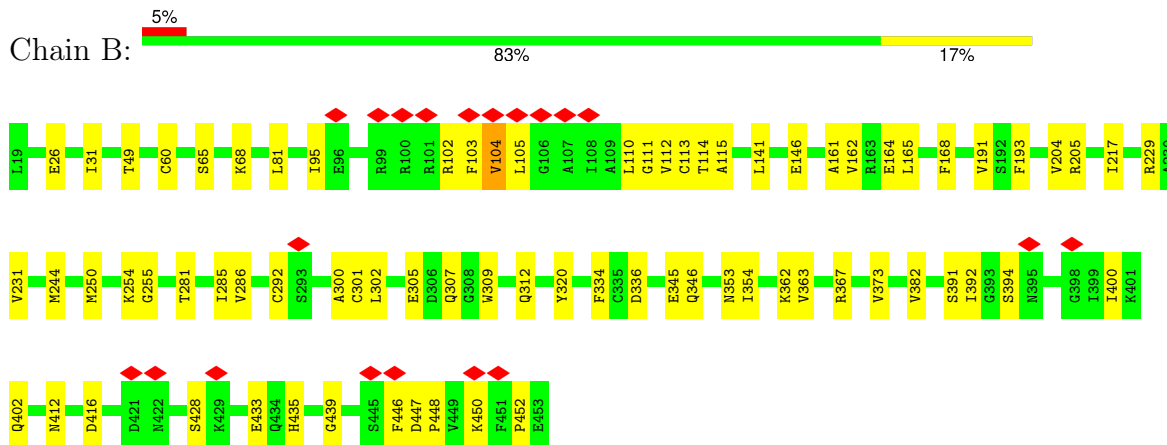 5%
Chain B:
83% 17%
L19 E26 I31 T49 C60 S65 K68 L81 I95 E96 R99 R100 R101 R102 F103 V104 L105 G106 A107 I108 A109 L110 G111 V112 C113 T114 A115 L141 E146 A161 V162 R163 E164 L165 F168 V191 S192 F193 V204 R205 I217 R229
V231 M244 M250 K254 G255 T281 I285 V286 C292 S293 A300 C301 L302 E305 D306 Q307 G308 W309 Q312 Y320 F334 C335 D336 E345 Q346 N353 I354 K362 V363 R367 V373 V382 S391 I392 G393 S394 N395 G398 I399 I400 K401
Q402 N412 D416 D421 N422 S428 K429 E433 Q434 H435 G439 S445 F446 D447 P448 V449 K450 F451 P452 E453